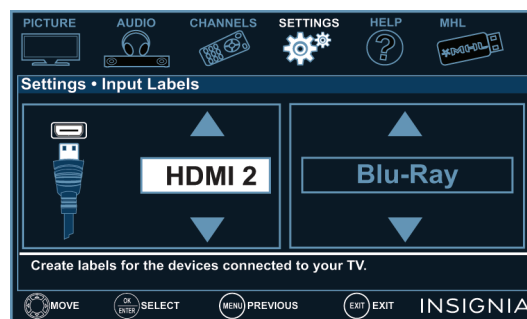 PICTURE AUDIO CHANNELS SETTINGS HELP MHL
MHL
Settings • Input Labels
HDMI 2 Blu-Ray
Create labels for the devices connected to your TV.
MOVE OK ENTER SELECT MENU PREVIOUS EXIT EXIT INSIGNIA